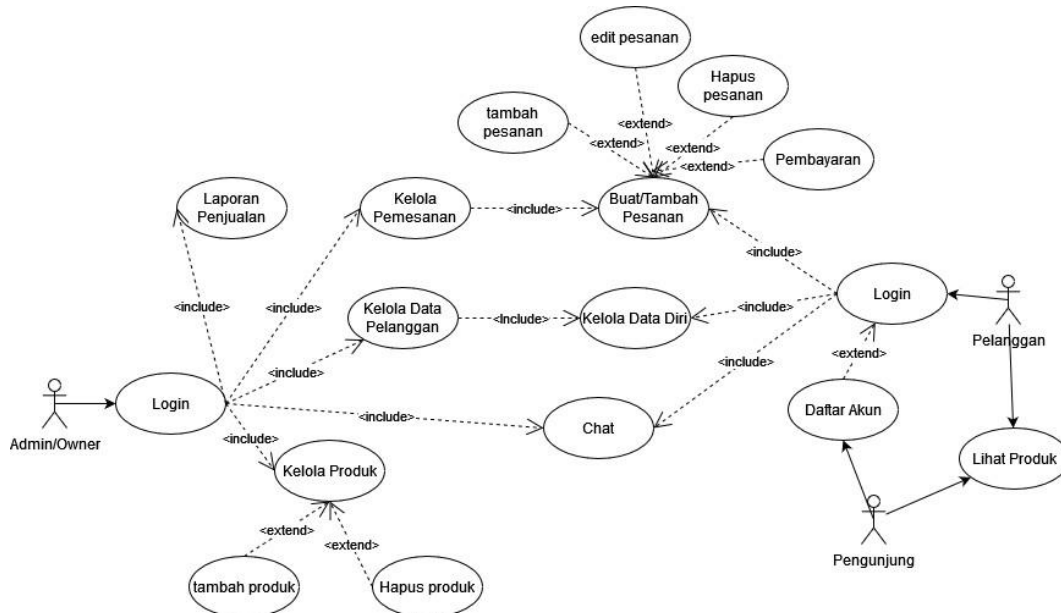 edit pesanan
Hapus
pesanan
tambah
pesanan
<extend>
<extend>
<extend>
<extend>
Pembayaran
Laporan
Penjualan
Kelola
Pemesanan
<include>
Buat/Tambah
Pesanan
<include>
<include>
<include>
Login
Kelola Data
Pelanggan
<Include>
Kelola Data Diri
<include>
Pelanggan
<include>
<include>
<extend>
Admin/Owner
Login
<include>
Chat
Daftar Akun
<include>
Kelola Produk
Lihat Produk
<extend>
<extend>
Pengunjung
tambah produk
Hapus produk